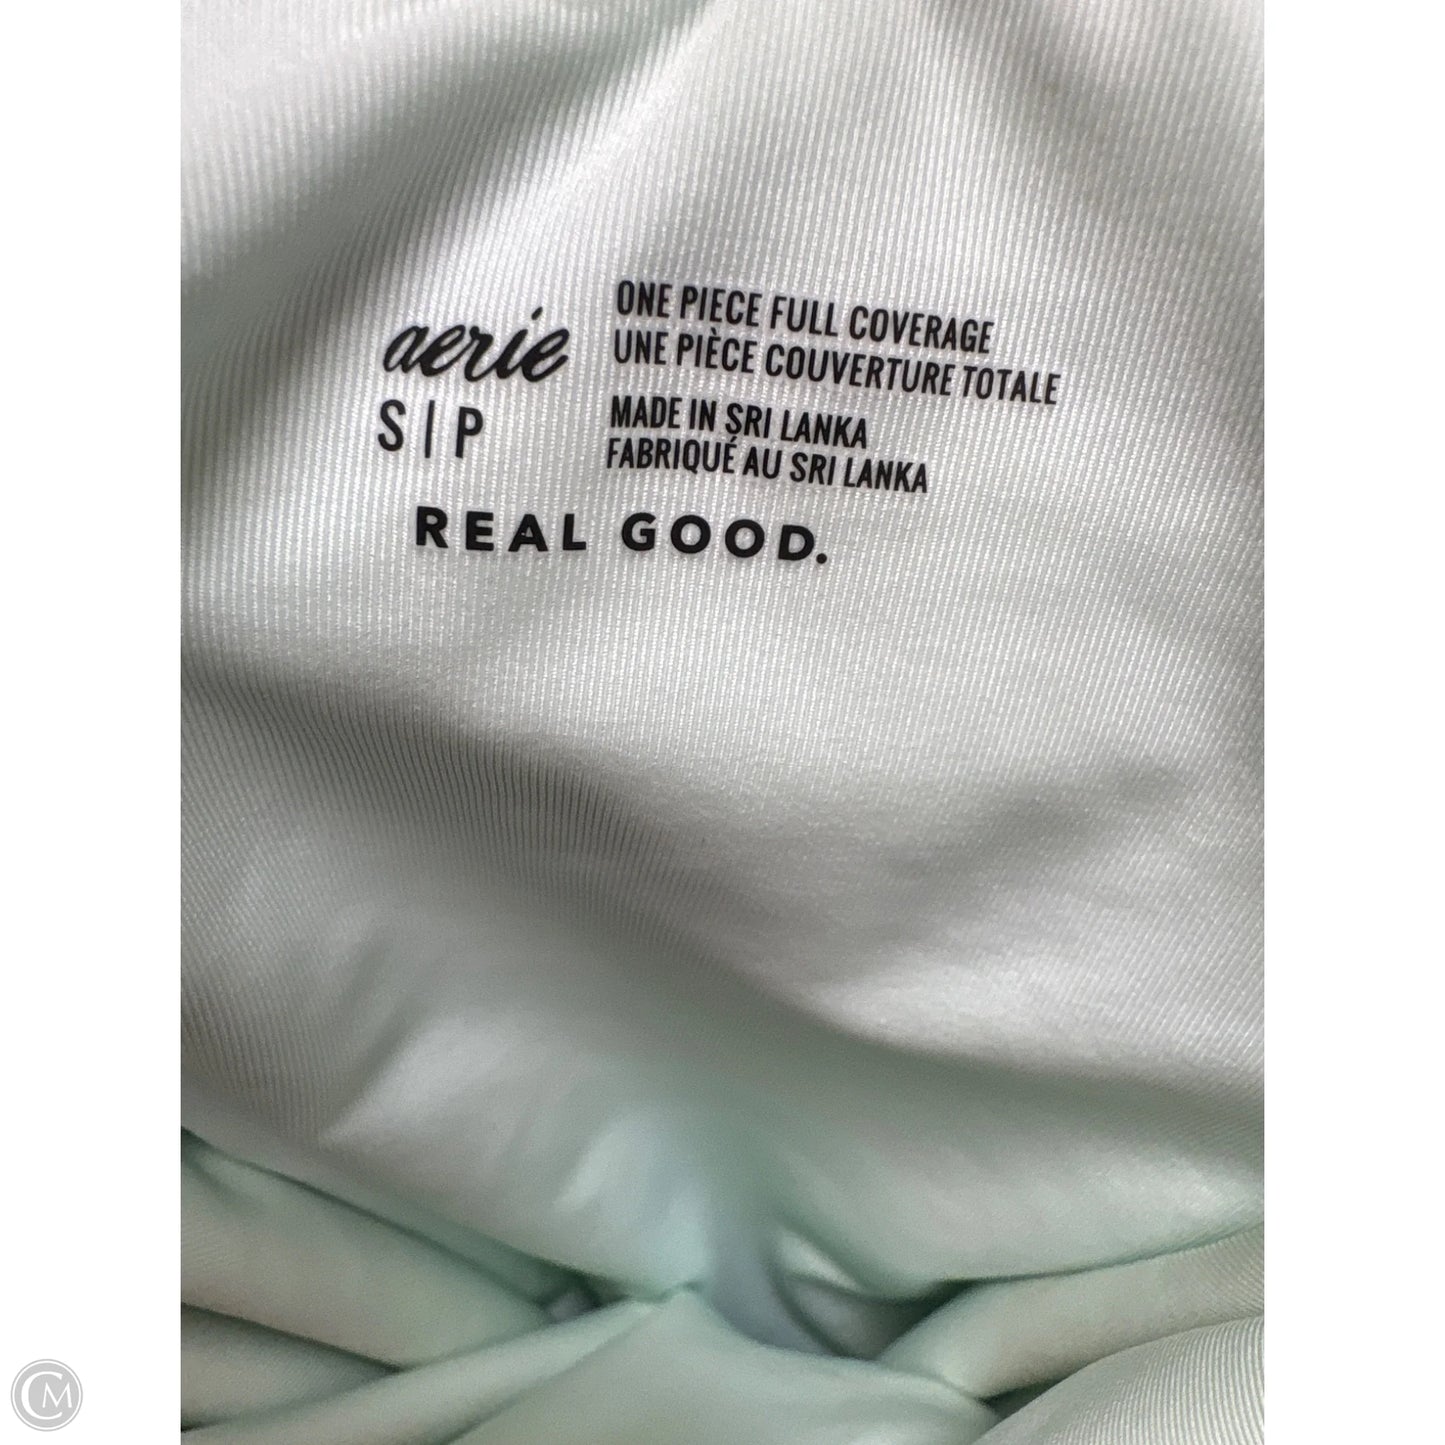 aerie
S|P
ONE PIECE FULL COVERAGE
UNE PIÈCE COUVERTURE TOTALE
MADE IN SRI LANKA
FABRIQUÉ AU SRI LANKA
REAL GOOD.
CM